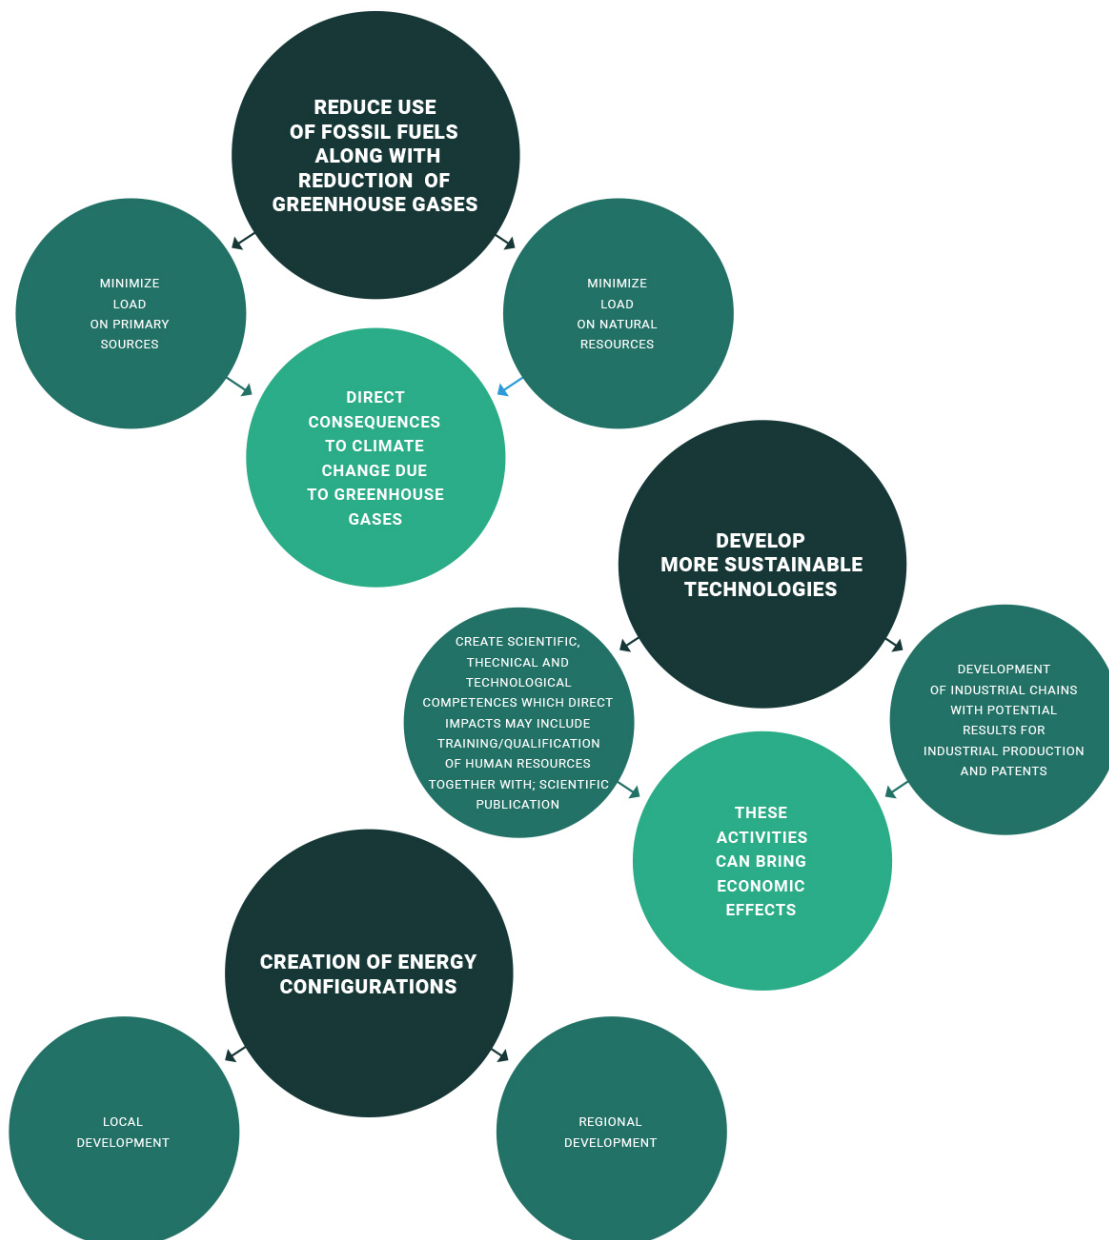 REDUCE USE
OF FOSSIL FUELS
ALONG WITH
REDUCTION OF
GREENHOUSE GASES
MINIMIZE
LOAD
ON PRIMARY
SOURCES
MINIMIZE
LOAD
ON NATURAL
RESOURCES
DIRECT
CONSEQUENCES
TO CLIMATE
CHANGE DUE
TO GREENHOUSE
GASES
DEVELOP
MORE SUSTAINABLE
TECHNOLOGIES
CREATE SCIENTIFIC,
THECNICAL AND
TECHNOLOGICAL
COMPETENCES WHICH DIRECT
IMPACTS MAY INCLUDE
TRAINING/QUALIFICATION
OF HUMAN RESOURCES
TOGETHER WITH; SCIENTIFIC
PUBLICATION
DEVELOPMENT
OF INDUSTRIAL CHAINS
WITH POTENTIAL
RESULTS FOR
INDUSTRIAL PRODUCTION
AND PATENTS
THESE
ACTIVITIES
CAN BRING
ECONOMIC
EFFECTS
CREATION OF ENERGY
CONFIGURATIONS
LOCAL
DEVELOPMENT
REGIONAL
DEVELOPMENT